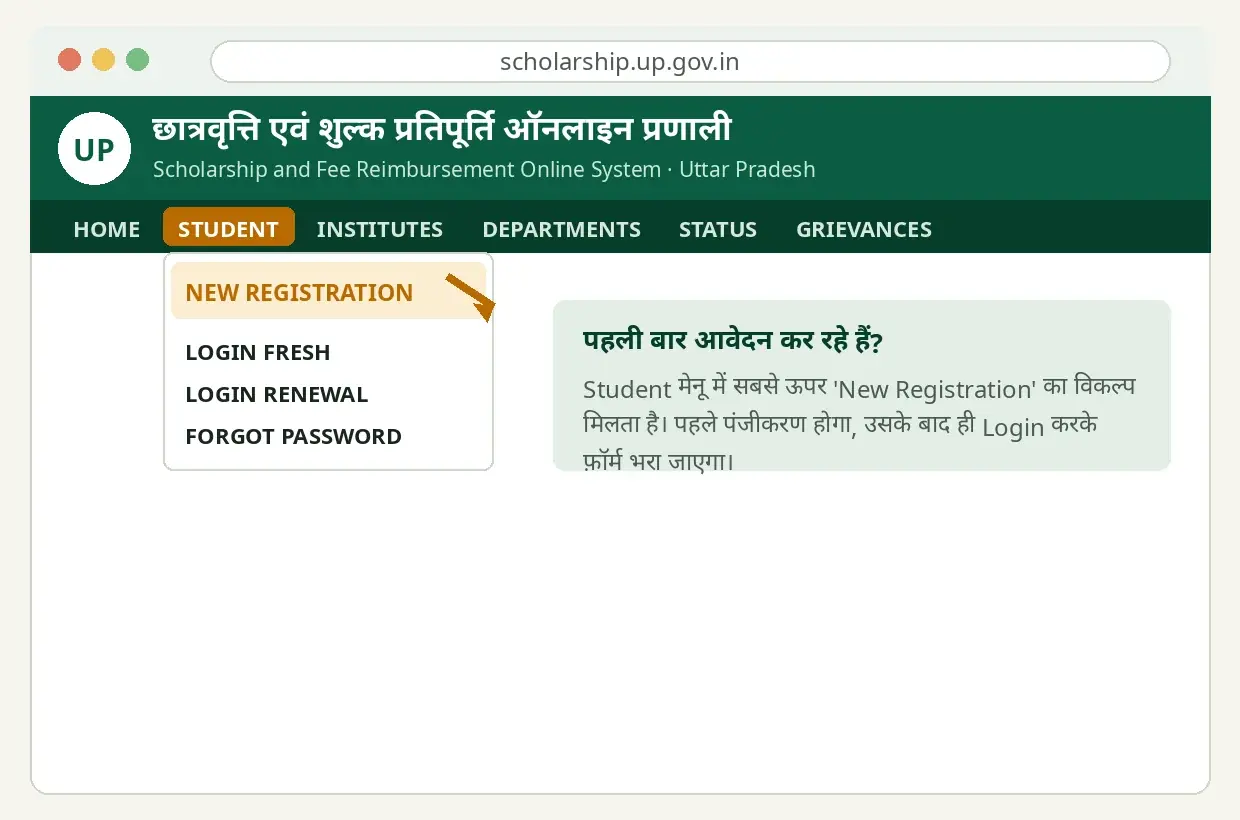 scholarship.up.gov.in
UP
छात्रवृत्ति एवं शुल्क प्रतिपूर्ति ऑनलाइन प्रणाली
Scholarship and Fee Reimbursement Online System · Uttar Pradesh
HOME STUDENT INSTITUTES DEPARTMENTS STATUS GRIEVANCES
NEW REGISTRATION
LOGIN FRESH
LOGIN RENEWAL
FORGOT PASSWORD
पहली बार आवेदन कर रहे हैं?
Student मेनू में सबसे ऊपर 'New Registration' का विकल्प
मिलता है। पहले पंजीकरण होगा, उसके बाद ही Login करके
फ़ॉर्म भरा जाएगा।